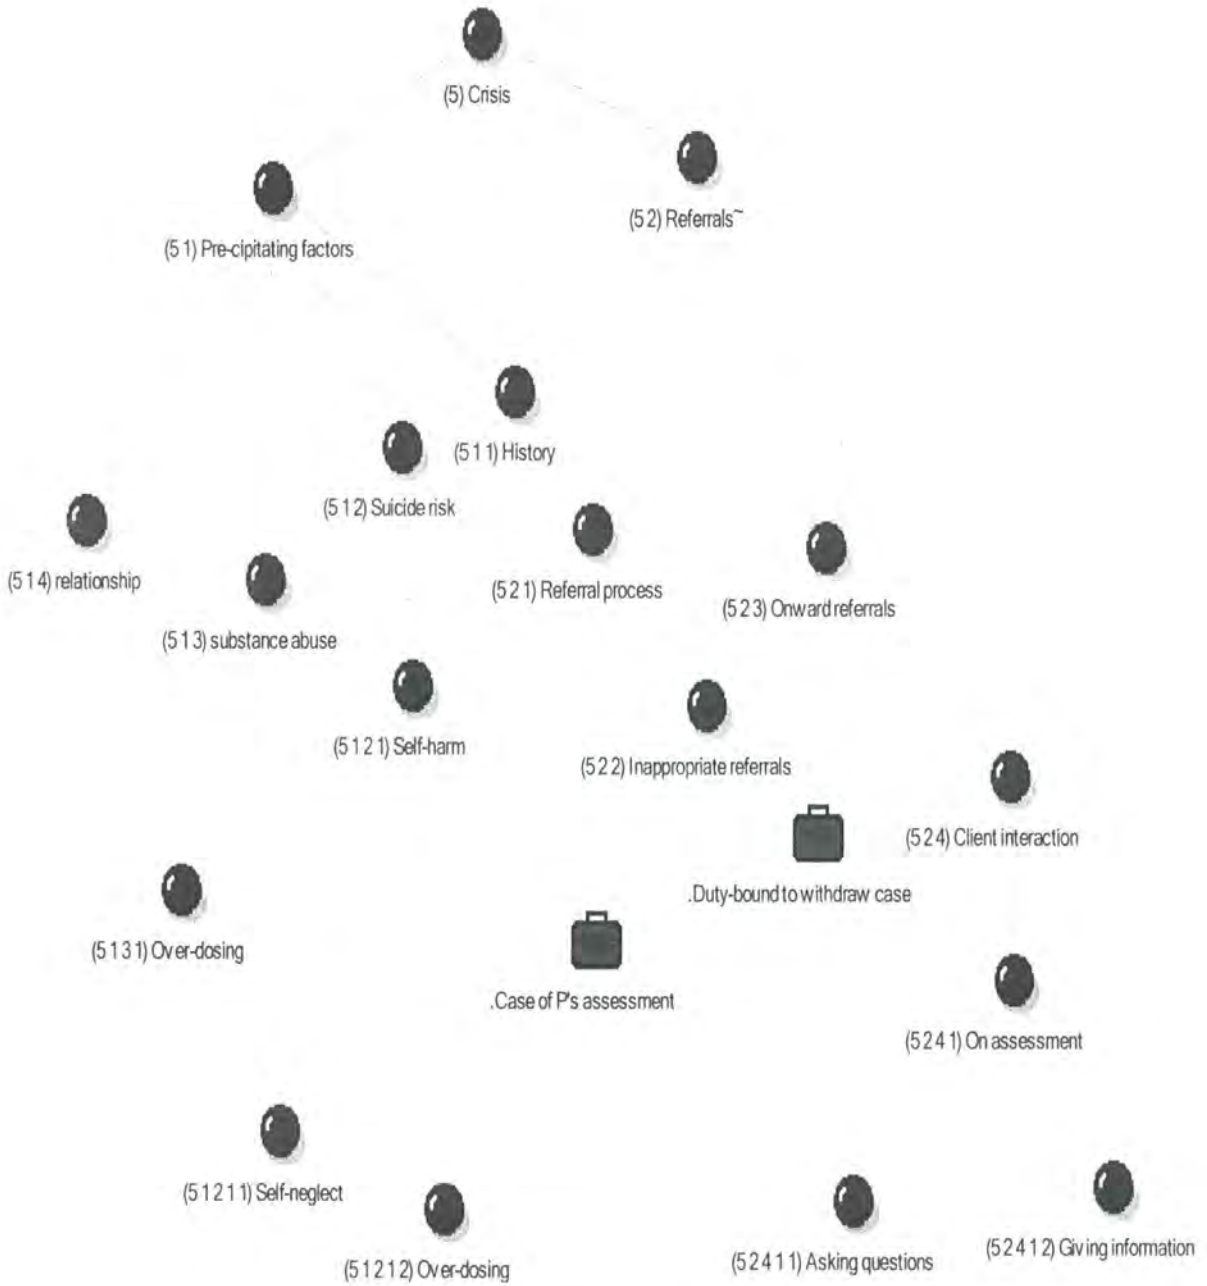 (5) Crisis
(5 2) Referrals~
(5 1) Pre-cipitating factors
(5 1 1) History
(5 1 2) Suicide risk
(5 1 4) relationship
(5 2 1) Referral process
(5 2 3) Onward referrals
(5 1 3) substance abuse
(5 1 2 1) Self-harm
(5 2 2) Inappropriate referrals
(5 2 4) Client interaction
.Duty-bound to withdraw case
(5 1 3 1) Over-dosing
.Case of P's assessment
(5 2 4 1) On assessment
(5 1 2 1 1) Self-neglect
(5 1 2 1 2) Over-dosing
(5 2 4 1 1) Asking questions
(5 2 4 1 2) Giving information